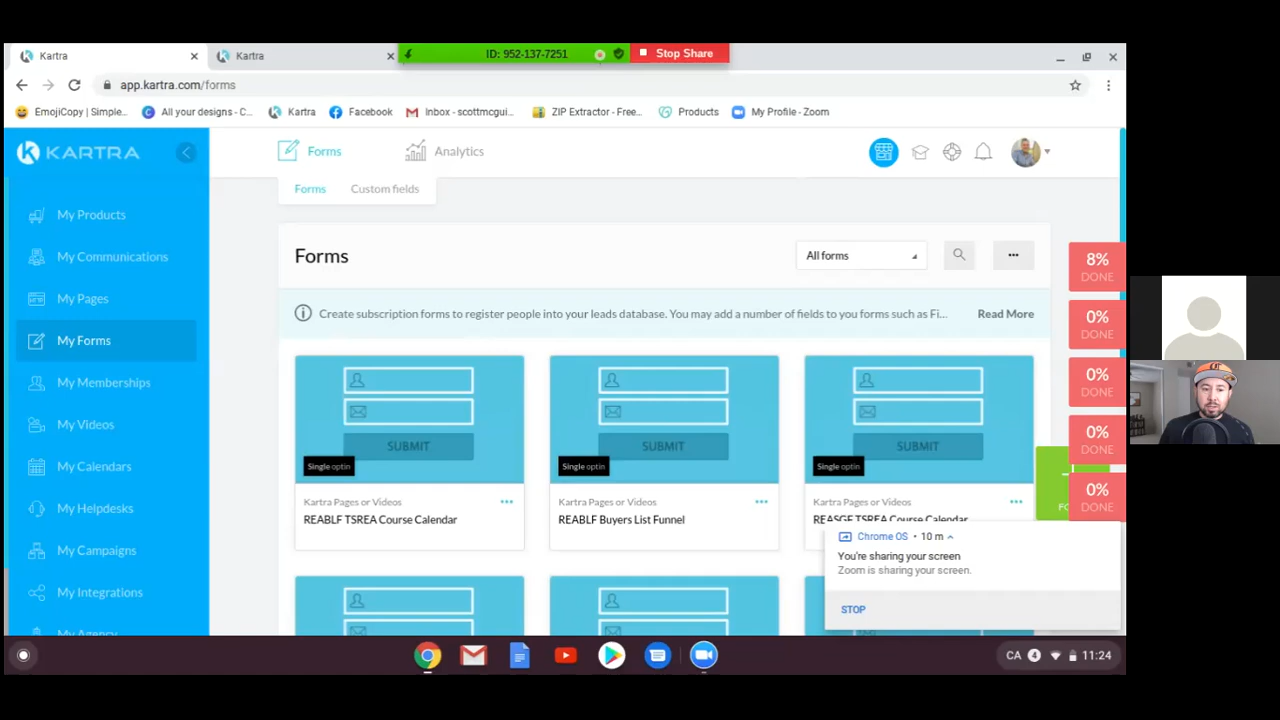 Kartra
Kartra
ID: 952-137-7251
Stop Share
app.kartra.com/forms
EmojiCopy | Simple...
All your designs - C...
Kartra
Facebook
Inbox - scottmcgui...
ZIP Extractor - Free...
Products
My Profile - Zoom
KARTRA
Forms
Analytics
Forms
Custom fields
My Products
My Communications
My Pages
My Forms
My Memberships
My Videos
My Calendars
My Helpdesks
My Campaigns
My Integrations
My Agency
Forms
All forms
Create subscription forms to register people into your leads database. You may add a number of fields to you forms such as Fi...
Read More
SUBMIT
Single optin
Kartra Pages or Videos
REABLF TSREA Course Calendar
SUBMIT
Single optin
Kartra Pages or Videos
REABLF Buyers List Funnel
SUBMIT
Single optin
Kartra Pages or Videos
REASGF TSREA Course Calendar
8%
DONE
0%
DONE
0%
DONE
0%
DONE
0%
DONE
Chrome OS • 10 m
You're sharing your screen
Zoom is sharing your screen.
STOP
CA
4
11:24